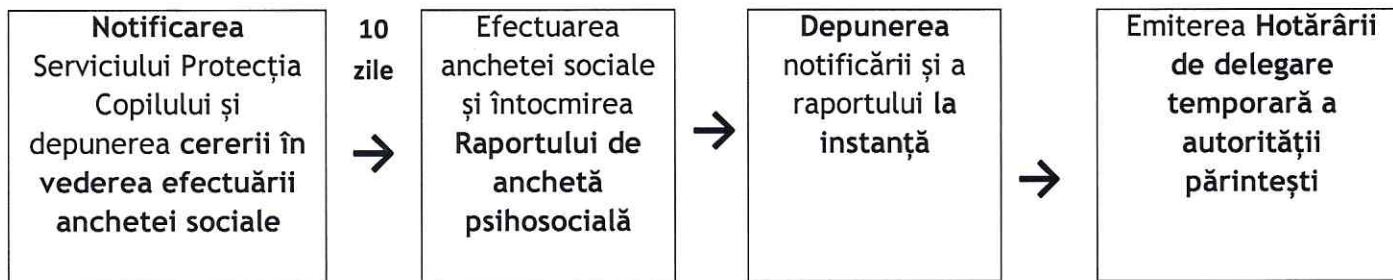 Notificarea
Serviciului Protecția
Copilului și
depunerea cererii în
vederea efectuării
anchetei sociale
10
zile
→
Efectuarea
anchetei sociale
și întocmirea
Raportului de
anchetă
psihosocială
→
Depunerea
notificării și a
raportului la
instanță
→
Emiterea Hotărârii
de delegare
temporară a
autorității
părintești